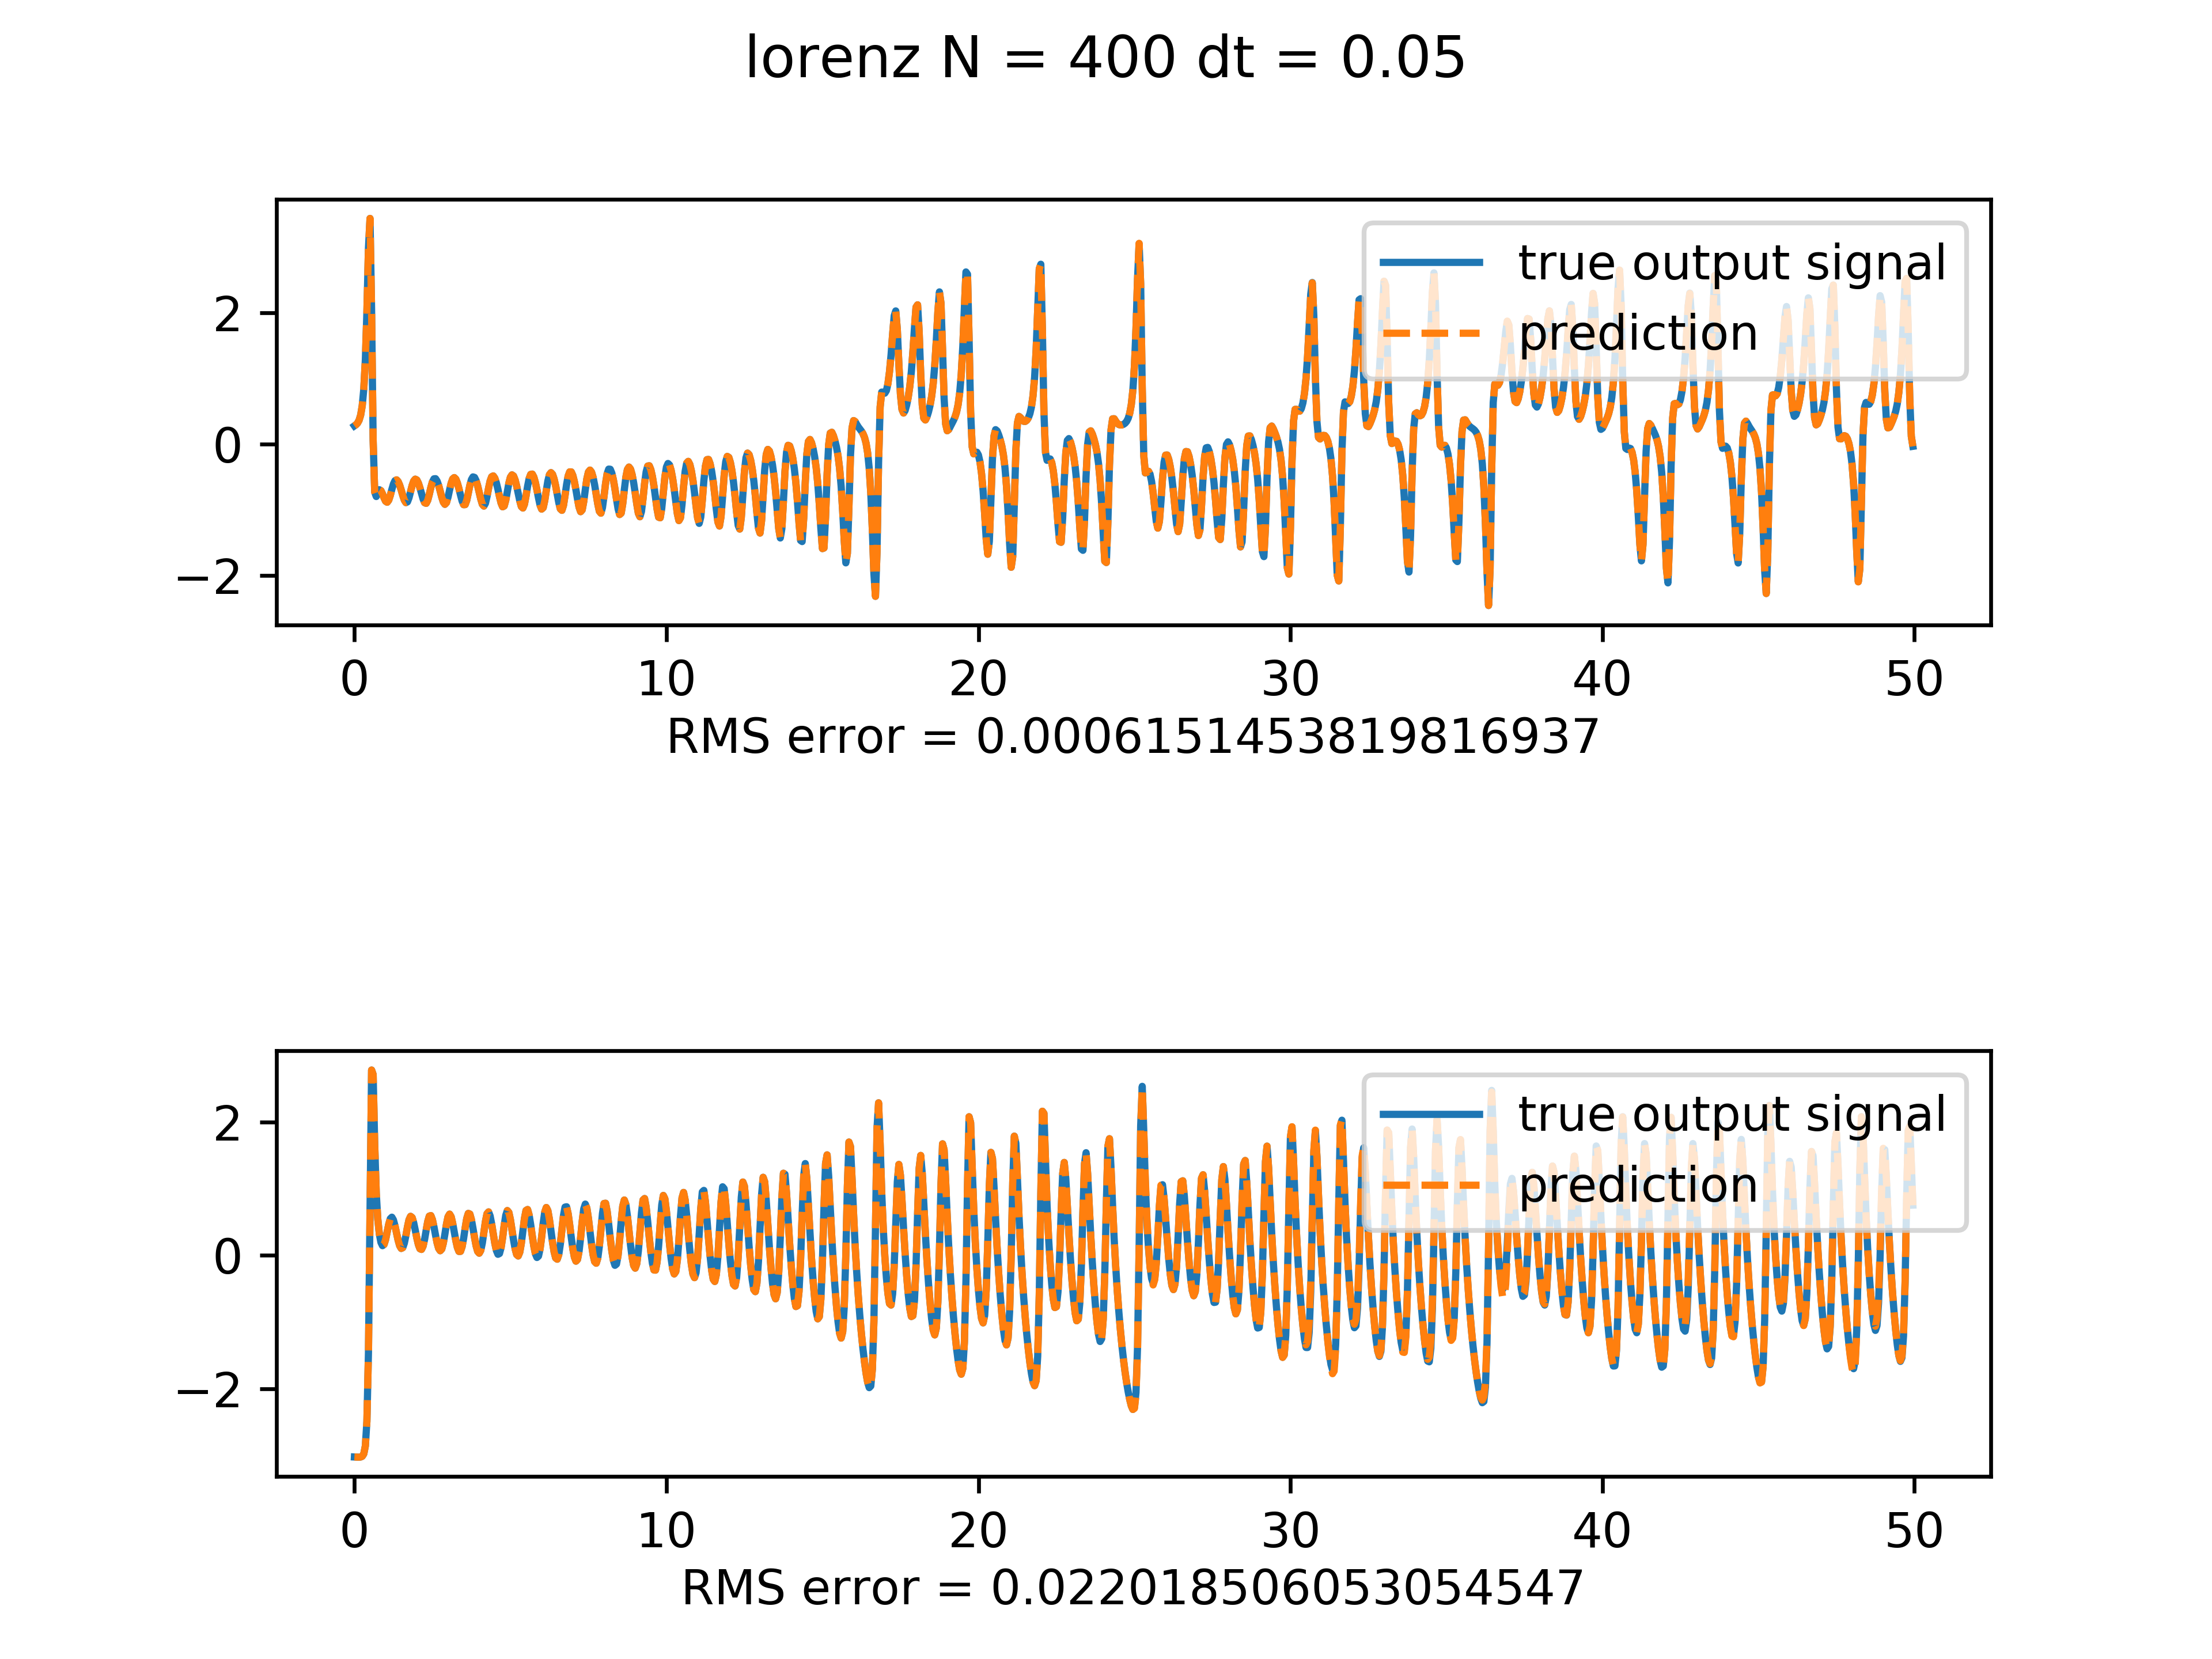 lorenz N = 400 dt = 0.05
2
0
−2
true output signal
prediction
0 10 20 30 40 50
RMS error = 0.0006151453819816937
2
0
−2
true output signal
prediction
0 10 20 30 40 50
RMS error = 0.022018506053054547